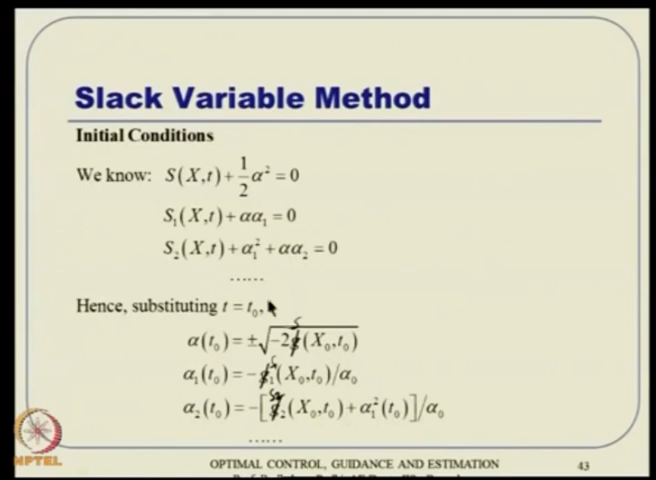 Slack Variable Method
Initial Conditions
We know: S(X,t) + 1/2 α² = 0
S₁(X,t) + αα₁ = 0
S₂(X,t) + α₁² + αα₂ = 0
......
Hence, substituting t = t₀,
α(t₀) = ±√(-2S(X₀,t₀))
α₁(t₀) = -S₁(X₀,t₀)/α₀
α₂(t₀) = -[S₂(X₀,t₀) + α₁²(t₀)]/α₀
......
NPTEL
OPTIMAL CONTROL, GUIDANCE AND ESTIMATION 43